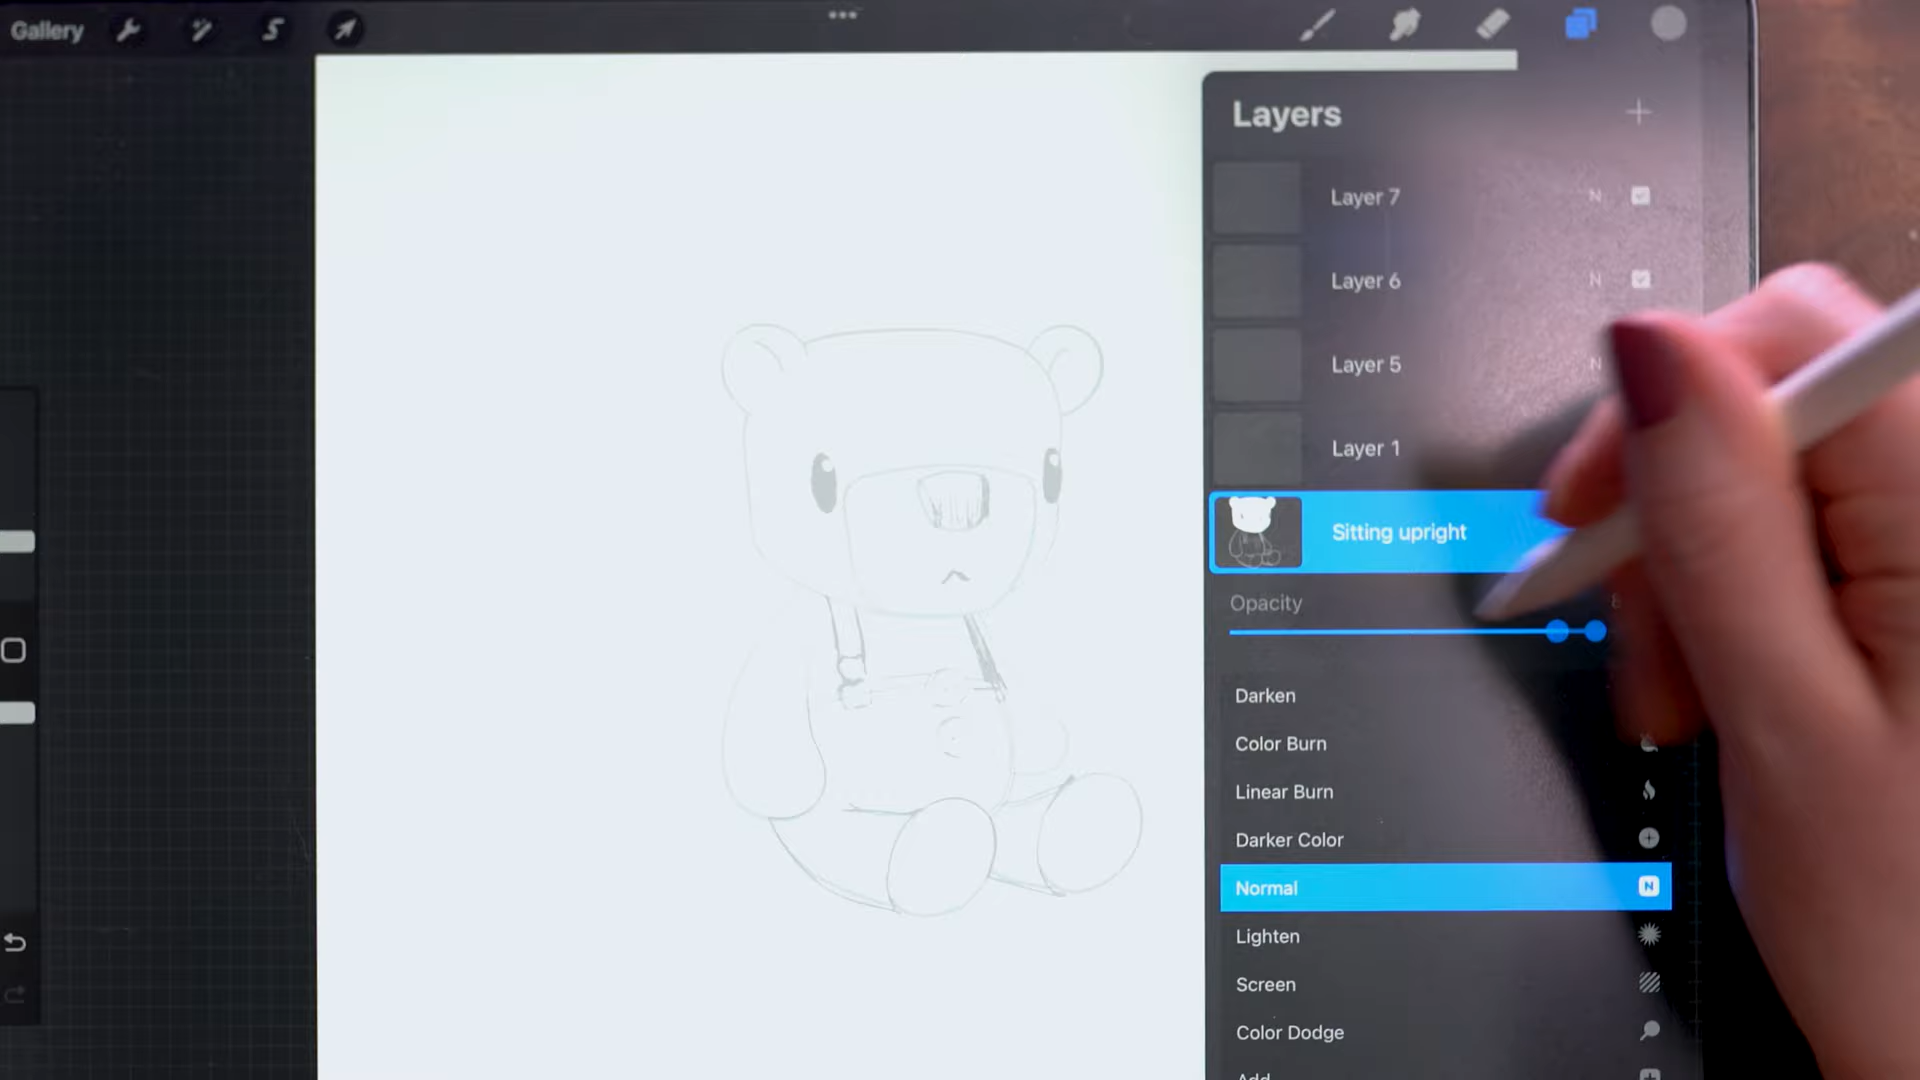 Gallery
Layers
Layer 7 N
Layer 6 N
Layer 5 N
Layer 1
Sitting upright
Opacity
Darken
Color Burn
Linear Burn
Darker Color
Normal N
Lighten
Screen
Color Dodge